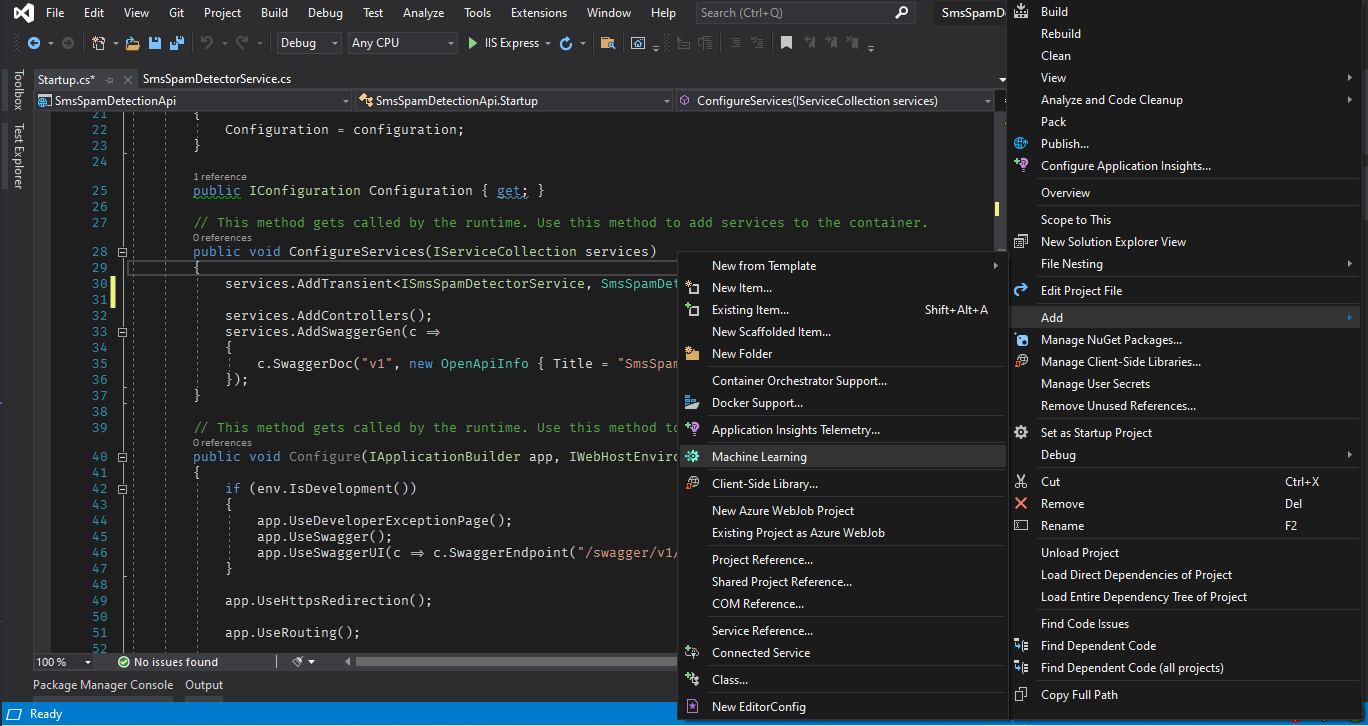 File Edit View Git Project Build Debug Test Analyze Tools Extensions Window Help Search (Ctrl+Q) SmsSpamD
Debug Any CPU IIS Express
Toolbox
Test Explorer
Startup.cs* SmsSpamDetectorService.cs
SmsSpamDetectionApi SmsSpamDetectionApi.Startup ConfigureServices(IServiceCollection services)
21 {
22 Configuration = configuration;
23 }
24
1 reference
25 public IConfiguration Configuration { get; }
26
27 // This method gets called by the runtime. Use this method to add services to the container.
0 references
28 public void ConfigureServices(IServiceCollection services)
29 {
30 services.AddTransient<ISmsSpamDetectorService, SmsSpamDet
31
32 services.AddControllers();
33 services.AddSwaggerGen(c =>
34 {
35 c.SwaggerDoc("v1", new OpenApiInfo { Title = "SmsSpam
36 });
37 }
38
39 // This method gets called by the runtime. Use this method to
0 references
40 public void Configure(IApplicationBuilder app, IWebHostEnviro
41 {
42 if (env.IsDevelopment())
43 {
44 app.UseDeveloperExceptionPage();
45 app.UseSwagger();
46 app.UseSwaggerUI(c => c.SwaggerEndpoint("/swagger/v1/
47 }
48
49 app.UseHttpsRedirection();
50
51 app.UseRouting();
52
100 % No issues found
Package Manager Console Output
Ready
New from Template
New Item...
Existing Item... Shift+Alt+A
New Scaffolded Item...
New Folder
Container Orchestrator Support...
Docker Support...
Application Insights Telemetry...
Machine Learning
Client-Side Library...
New Azure WebJob Project
Existing Project as Azure WebJob
Project Reference...
Shared Project Reference...
COM Reference...
Service Reference...
Connected Service
Class...
New EditorConfig
Build
Rebuild
Clean
View
Analyze and Code Cleanup
Pack
Publish...
Configure Application Insights...
Overview
Scope to This
New Solution Explorer View
File Nesting
Edit Project File
Add
Manage NuGet Packages...
Manage Client-Side Libraries...
Manage User Secrets
Remove Unused References...
Set as Startup Project
Debug
Cut Ctrl+X
Remove Del
Rename F2
Unload Project
Load Direct Dependencies of Project
Load Entire Dependency Tree of Project
Find Code Issues
Find Dependent Code
Find Dependent Code (all projects)
Copy Full Path